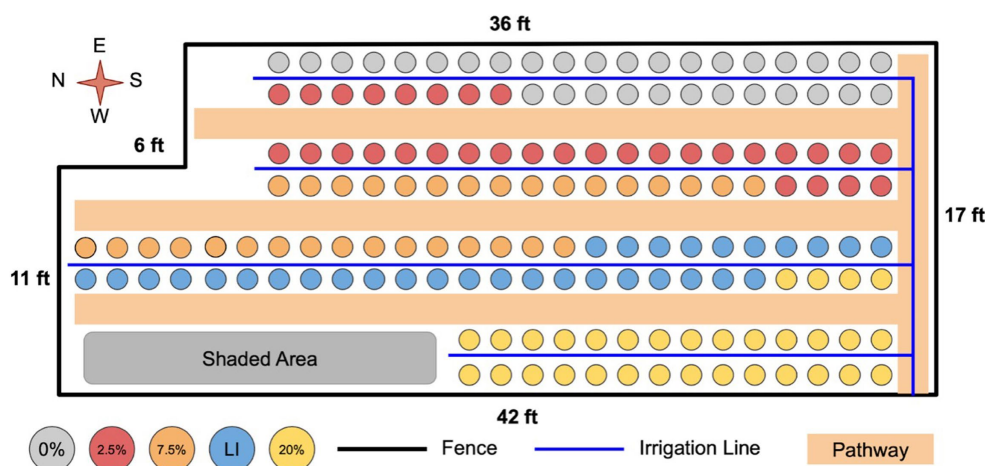 36 ft
E
N S
W
6 ft
17 ft
11 ft
Shaded Area
42 ft
0% 2.5% 7.5% LI 20% Fence Irrigation Line Pathway